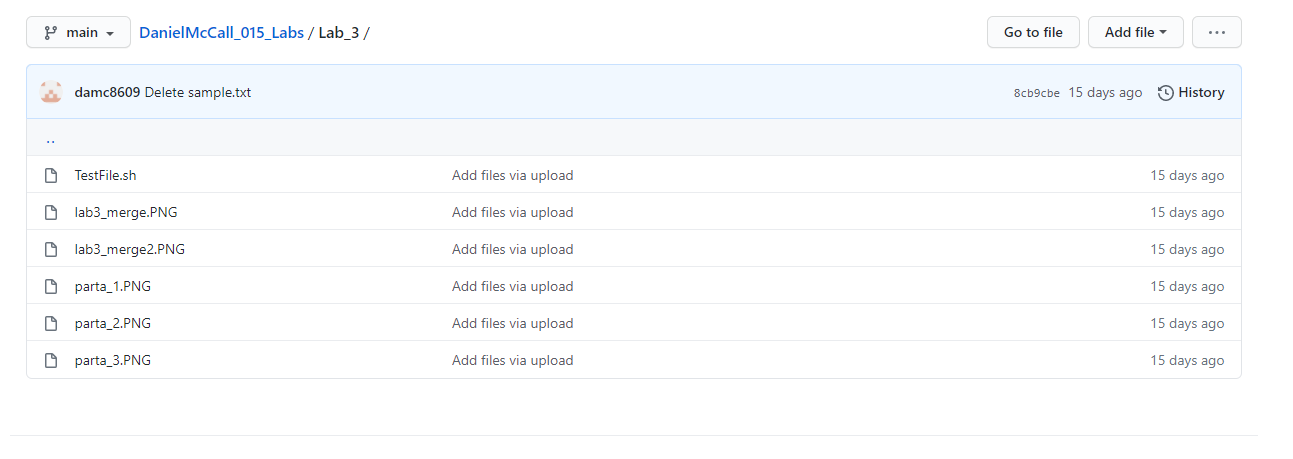 main DanielMcCall_015_Labs / Lab_3 / Go to file Add file ...
damc8609 Delete sample.txt 8cb9cbe 15 days ago History
..
TestFile.sh Add files via upload 15 days ago
lab3_merge.PNG Add files via upload 15 days ago
lab3_merge2.PNG Add files via upload 15 days ago
parta_1.PNG Add files via upload 15 days ago
parta_2.PNG Add files via upload 15 days ago
parta_3.PNG Add files via upload 15 days ago